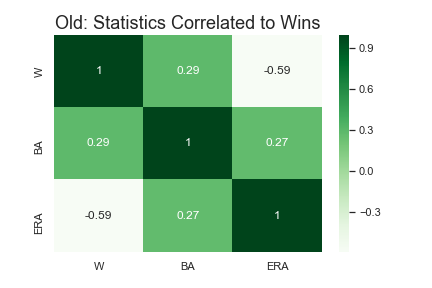 Old: Statistics Correlated to Wins
W
1
0.29
-0.59
BA
0.29
1
0.27
ERA
-0.59
0.27
1
W
BA
ERA
0.9
0.6
0.3
0.0
−0.3